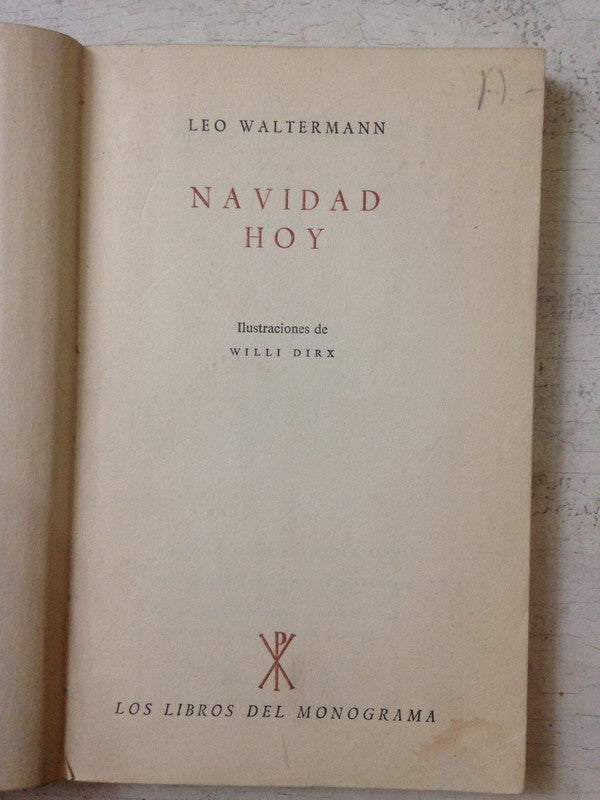 LEO WALTERMANN
NAVIDAD
HOY
Ilustraciones de
WILLI DIRX
LOS LIBROS DEL MONOGRAMA